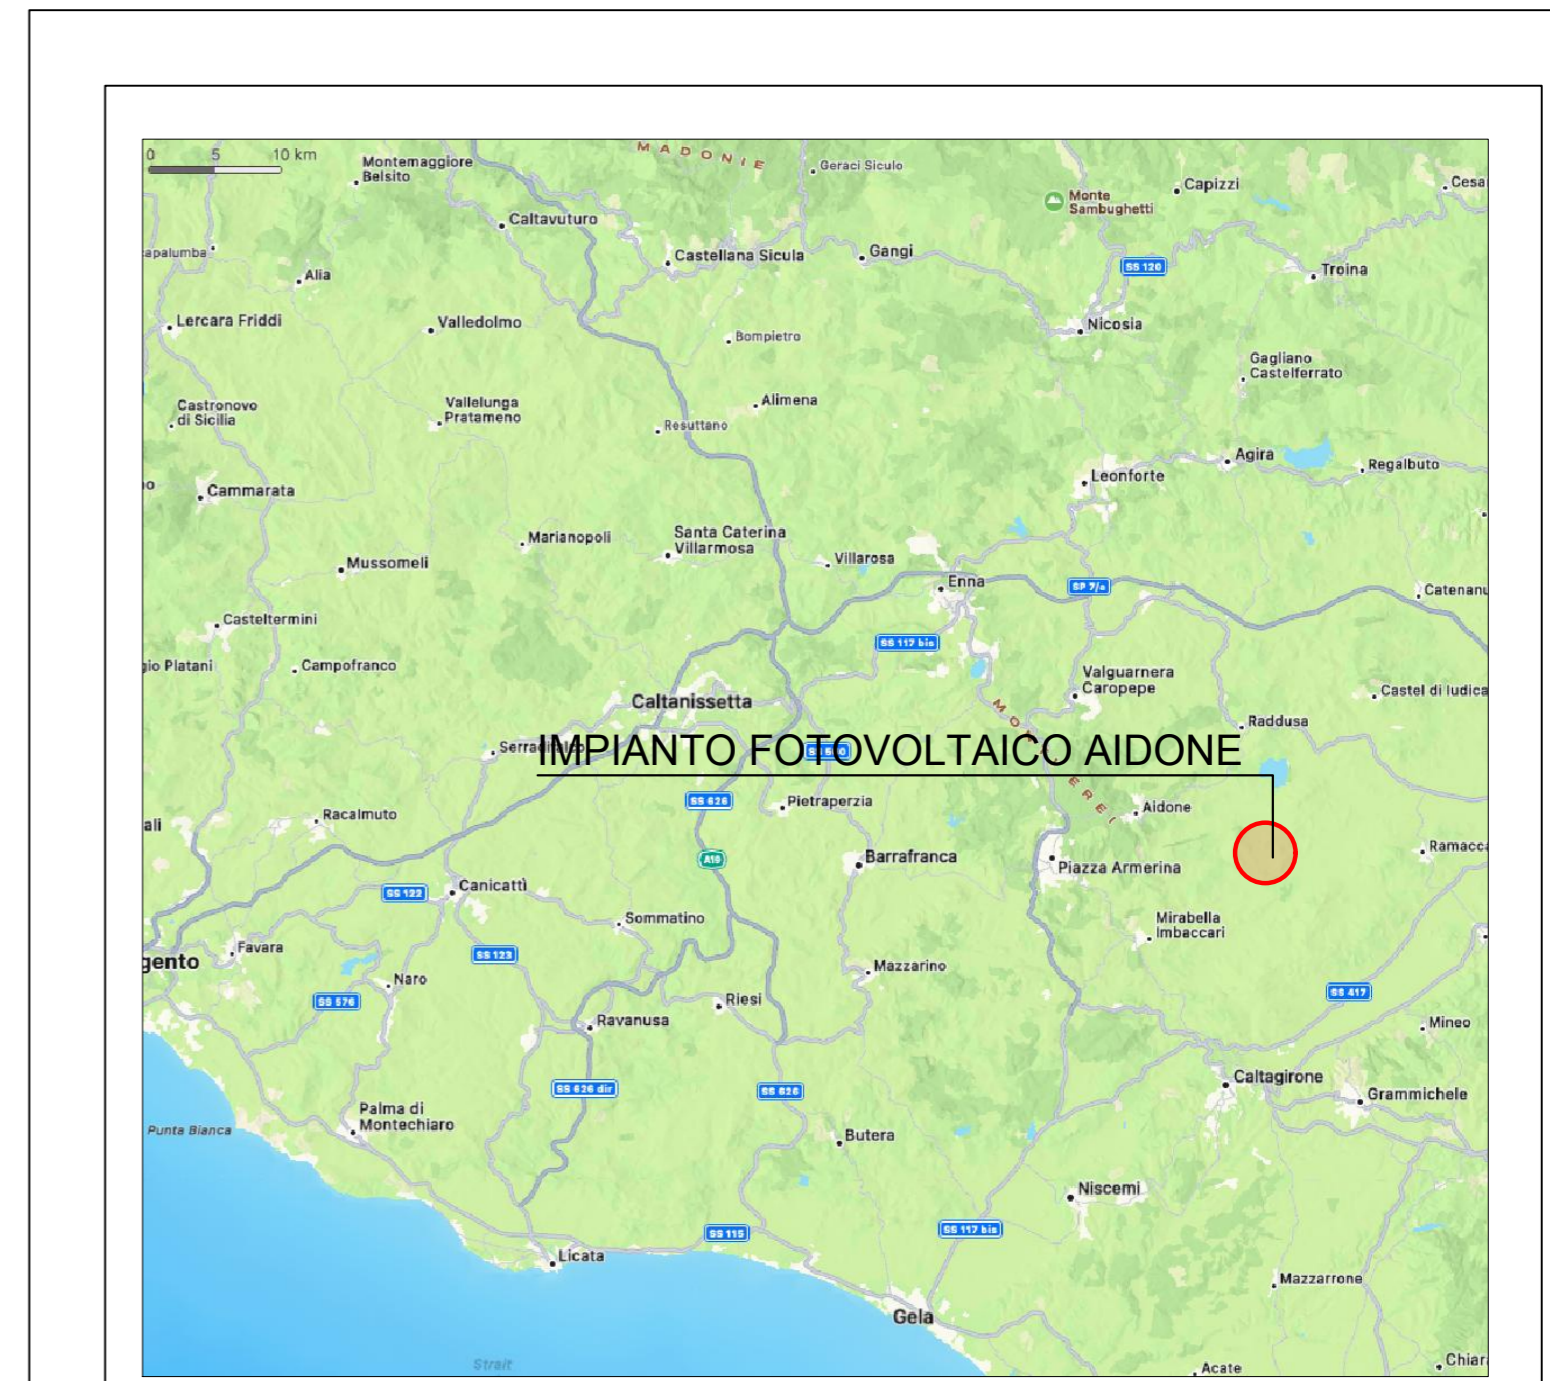 0 5 10 km
MADONIE
Montemaggiore
Belsito
Geraci Siculo
Monte
Sambughetti
Capizzi
Cesa
Caltavuturo
apalumba
Castellana Sicula
Gangi
SS 120
Troina
Alia
Lercara Friddi
Valledolmo
Bompietro
Nicosia
Gagliano
Castelferrato
Castronovo
di Sicilia
Vallelunga
Pratameno
Alimena
Resuttano
Agira
Regalbuto
Leonforte
Cammarata
Marianopoli
Santa Caterina
Villarmosa
Villarosa
Mussomeli
Enna
SP 7/a
Catenanu
Casteltermini
SS 117 bis
gio Platani
Campofranco
Valguarnera
Caropepe
Castel di Iudica
Caltanissetta
MONTI EREI
Raddusa
IMPIANTO FOTOVOLTAICO AIDONE
SS 626
Pietraperzia
Aidone
Racalmuto
ali
A19
Barrafranca
Piazza Armerina
Ramacca
SS 122
Canicattì
Sommatino
Mirabella
Imbaccari
Favara
gento
SS 123
Naro
Mazzarino
SS 576
Riesi
SS 417
Ravanusa
Mineo
SS 626 dir
SS 626
Caltagirone
Grammichele
Palma di
Montechiaro
Punta Bianca
Butera
Niscemi
SS 115
SS 117 bis
Licata
Mazzarrone
Gela
Strait
Acate
Chiar